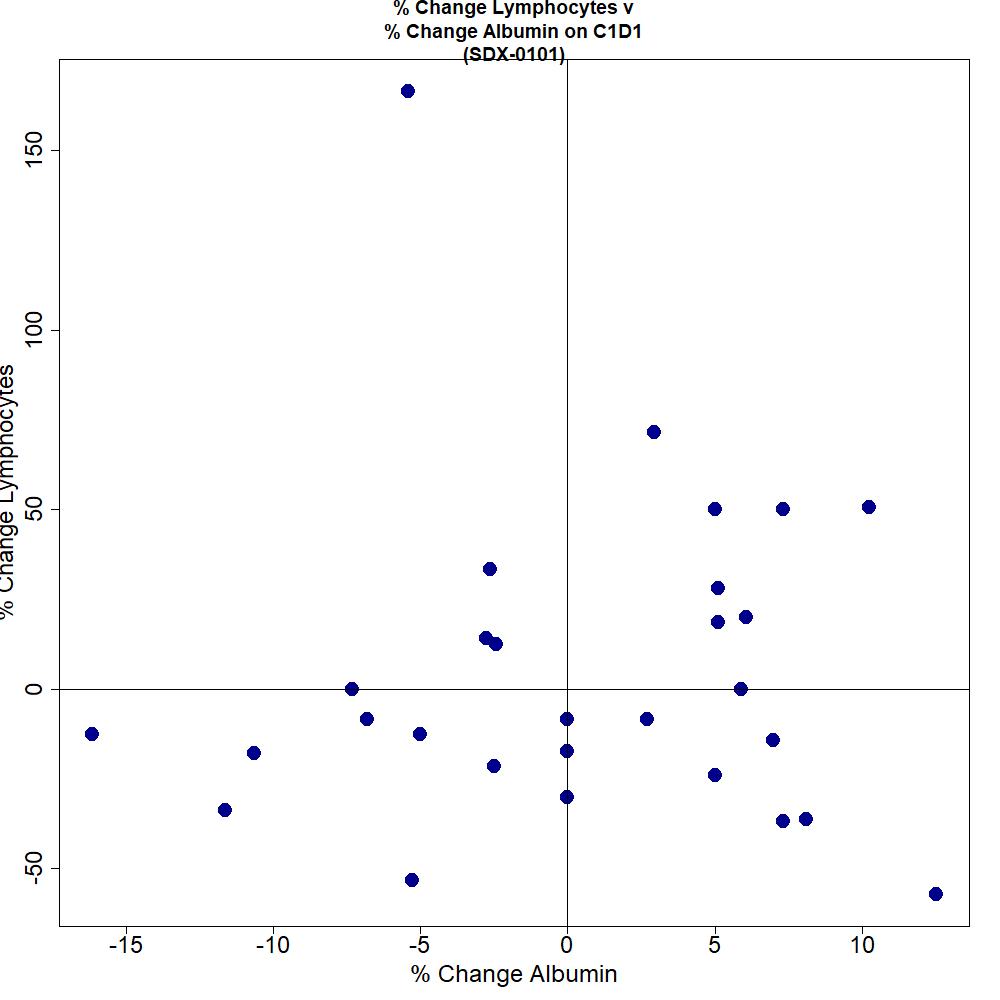 % Change Lymphocytes v
% Change Albumin on C1D1
(SDX-0101)
% Change Lymphocytes
150
100
50
0
-50
-15 -10 -5 0 5 10
% Change Albumin